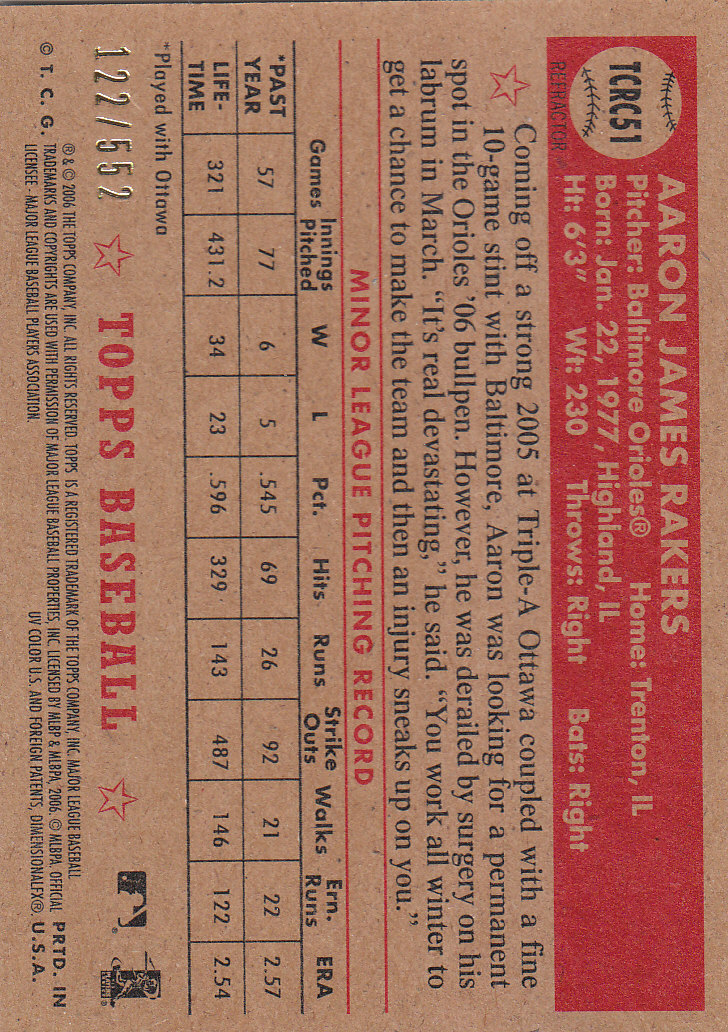 TCRC51
REFRACTOR
AARON JAMES RAKERS
Pitcher: Baltimore Orioles® Home: Trenton, IL
Born: Jan. 22, 1977, Highland, IL
Ht: 6'3" Wt: 230 Throws: Right Bats: Right
Coming off a strong 2005 at Triple-A Ottawa coupled with a fine
10-game stint with Baltimore, Aaron was looking for a permanent
spot in the Orioles '06 bullpen. However, he was derailed by surgery on his
labrum in March. "It's real devastating," he said. "You work all winter to
get a chance to make the team and then an injury sneaks up on you."
MINOR LEAGUE PITCHING RECORD
Games Innings Pitched W L Pct. Hits Runs Strike Outs Walks Ern. Runs ERA
*PAST YEAR 57 77 6 5 .545 69 26 92 21 22 2.57
LIFE-TIME 321 431.2 34 23 .596 329 143 487 146 122 2.54
*Played with Ottawa
122/552
TOPPS BASEBALL
® & © 2006 THE TOPPS COMPANY, INC. ALL RIGHTS RESERVED. TOPPS IS A REGISTERED TRADEMARK OF THE TOPPS COMPANY, INC. MAJOR LEAGUE BASEBALL
© T. C. G. TRADEMARKS AND COPYRIGHTS ARE USED WITH PERMISSION OF MAJOR LEAGUE BASEBALL PROPERTIES, INC. LICENSED BY MLBP & MLBPA, 2006. © MLBPA. OFFICIAL PRTD. IN
LICENSEE - MAJOR LEAGUE BASEBALL PLAYERS ASSOCIATION. UV COLOR U.S. AND FOREIGN PATENTS, DIMENSIONALFX®. U.S.A.